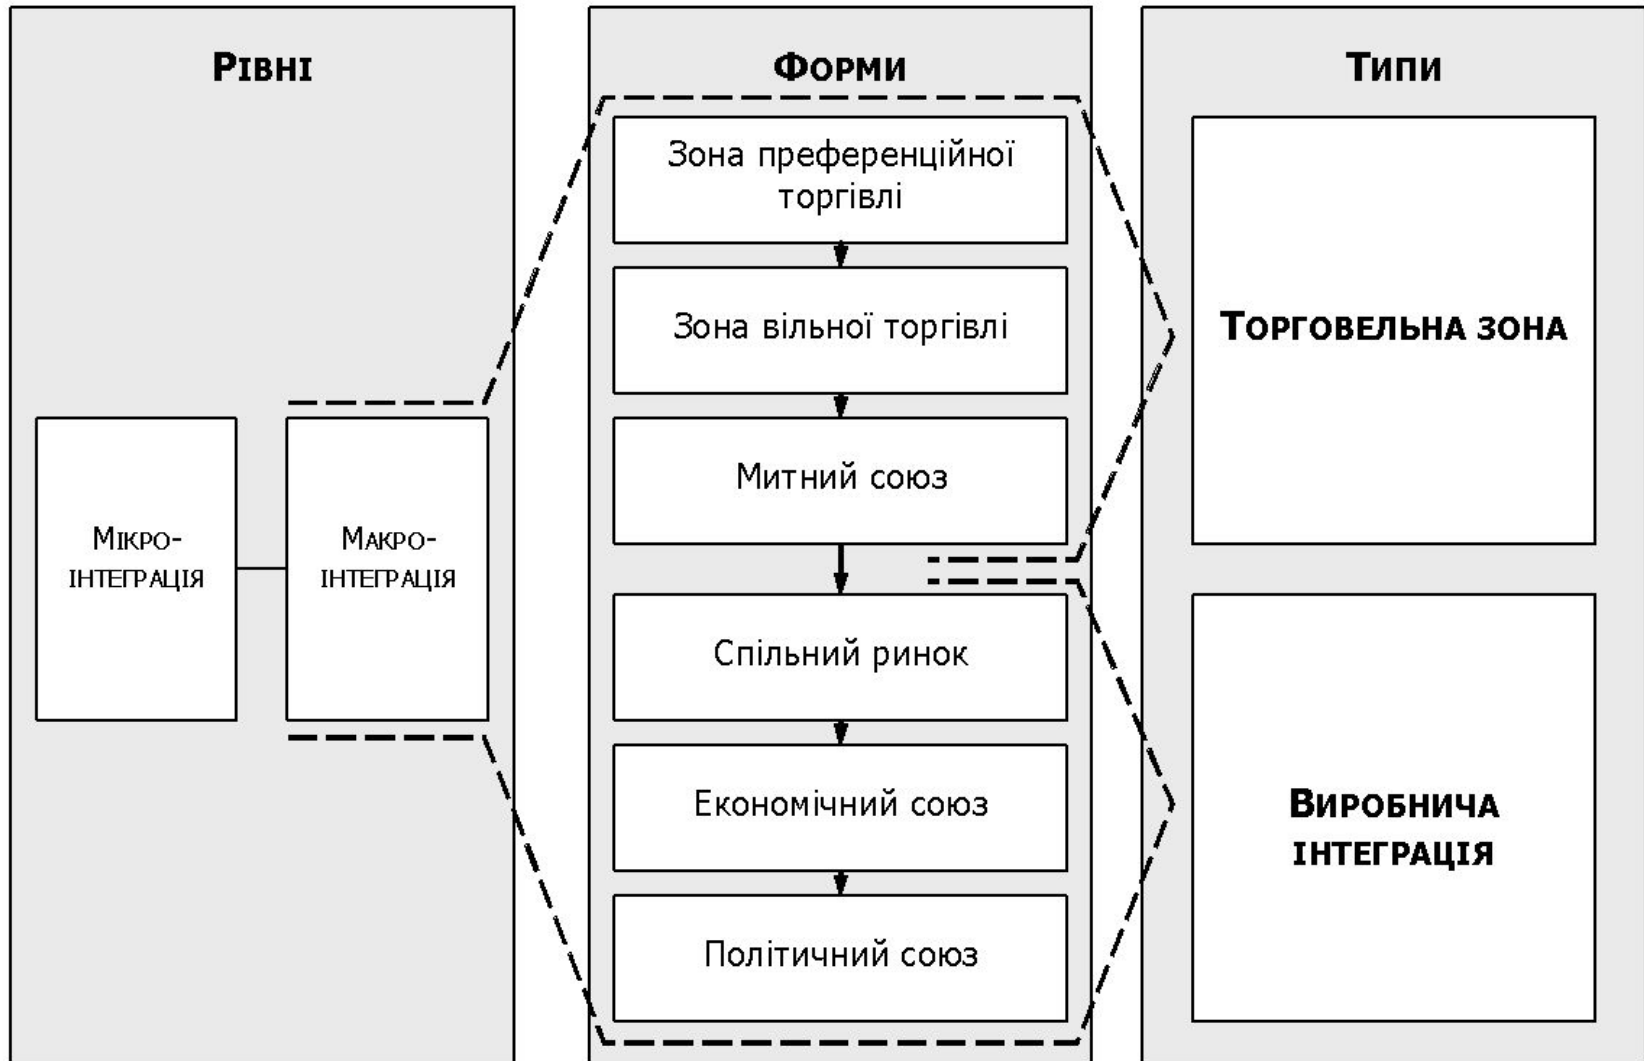 РІВНІ
МІКРО-
ІНТЕГРАЦІЯ
МАКРО-
ІНТЕГРАЦІЯ
ФОРМИ
Зона преференційної
торгівлі
Зона вільної торгівлі
Митний союз
Спільний ринок
Економічний союз
Політичний союз
ТИПИ
ТОРГОВЕЛЬНА ЗОНА
ВИРОБНИЧА
ІНТЕГРАЦІЯ